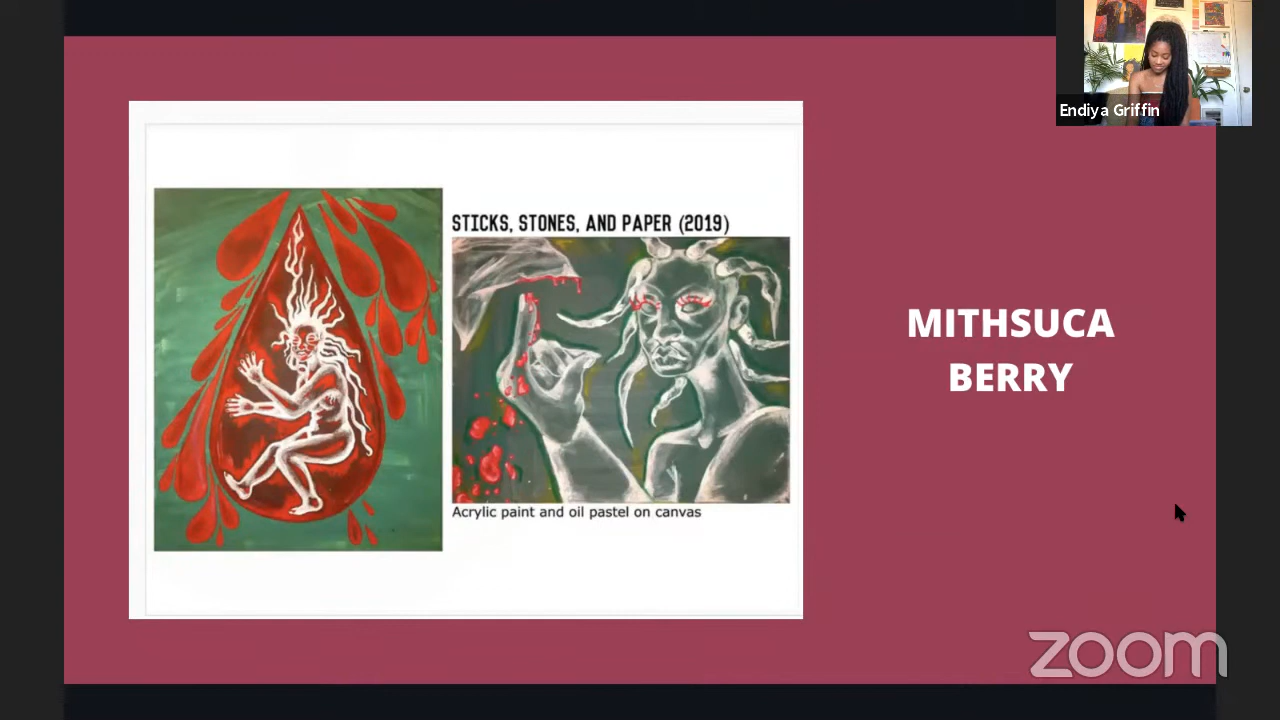 Endiya Griffin
STICKS, STONES, AND PAPER (2019)
Acrylic paint and oil pastel on canvas
MITHSUCA
BERRY
zoom